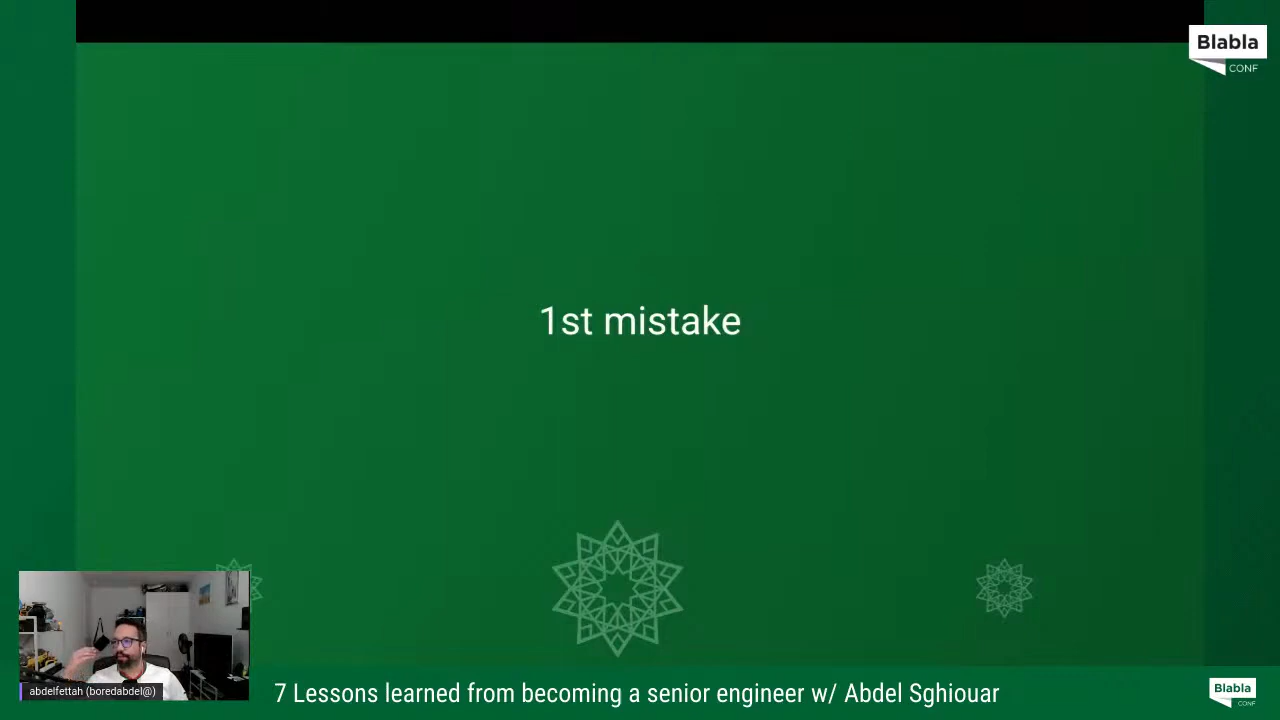 Blabla
CONF
1st mistake
abdelfettah (boredabdel@)
7 Lessons learned from becoming a senior engineer w/ Abdel Sghiouar
Blabla
CONF